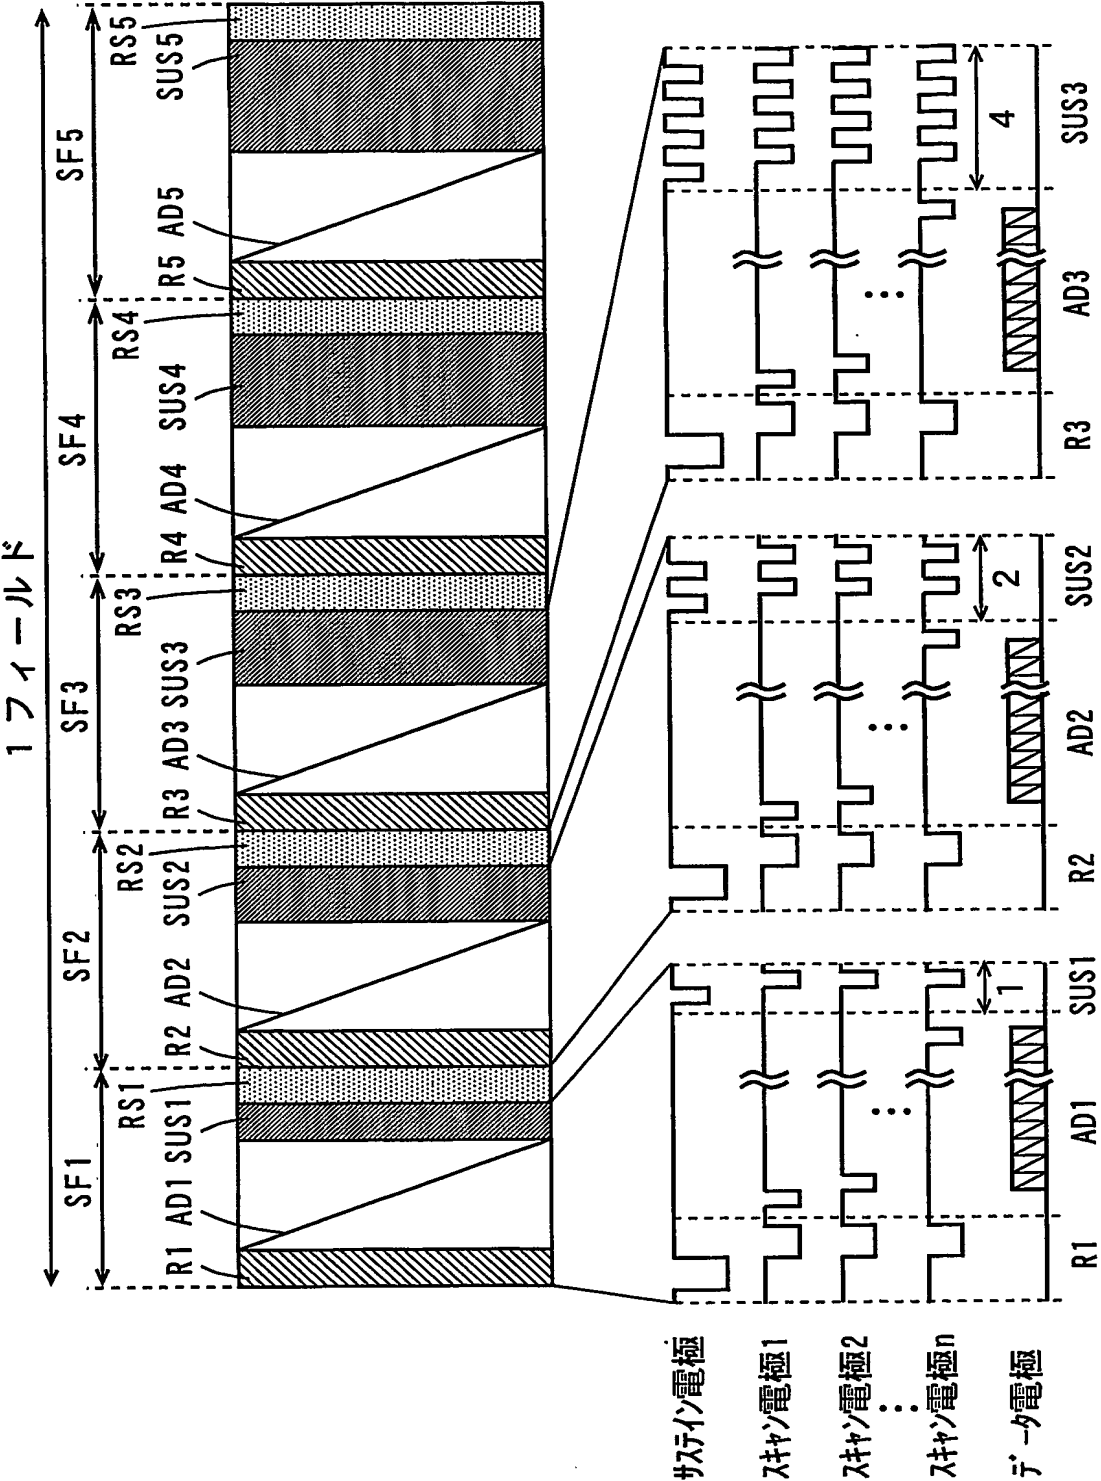 1フィールド
SF1 SF2 SF3 SF4 SF5
RS1 RS2 RS3 RS4 RS5
R1 AD1 SUS1 R2 AD2 SUS2 R3 AD3 SUS3 R4 AD4 SUS4 R5 AD5 SUS5
サステイン電極
スキャン電極1
スキャン電極2
スキャン電極n
1 2 4
データ電極
R1 AD1 SUS1 R2 AD2 SUS2 R3 AD3 SUS3